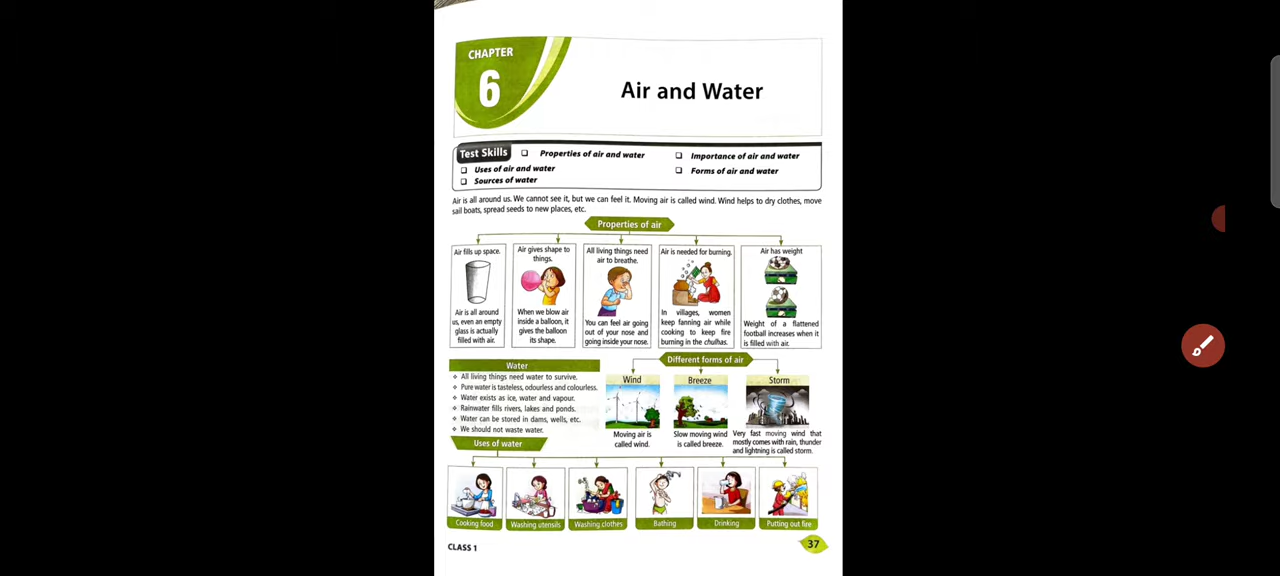 CHAPTER
6
Air and Water
Test Skills
❑ Properties of air and water
❑ Importance of air and water
❑ Uses of air and water
❑ Forms of air and water
❑ Sources of water
Air is all around us. We cannot see it, but we can feel it. Moving air is called wind. Wind helps to dry clothes, move
sail boats, spread seeds to new places, etc.
Properties of air
Air fills up space.
Air is all around
us, even an empty
glass is actually
filled with air.
Air gives shape to
things.
When we blow air
inside a balloon, it
gives the balloon
its shape.
All living things need
air to breathe.
You can feel air going
out of your nose and
going inside your nose.
Air is needed for burning.
In villages, women
keep fanning air while
cooking to keep fire
burning in the chulhas.
Air has weight
Weight of a flattened
football increases when it
is filled with air.
Water
❖ All living things need water to survive.
❖ Pure water is tasteless, odourless and colourless.
❖ Water exists as ice, water and vapour.
❖ Rainwater fills rivers, lakes and ponds.
❖ Water can be stored in dams, wells, etc.
❖ We should not waste water.
Different forms of air
Wind
Moving air is
called wind.
Breeze
Slow moving wind
is called breeze.
Storm
Very fast moving wind that
mostly comes with rain, thunder
and lightning is called storm.
Uses of water
Cooking food
Washing utensils
Washing clothes
Bathing
Drinking
Putting out fire
CLASS 1
37